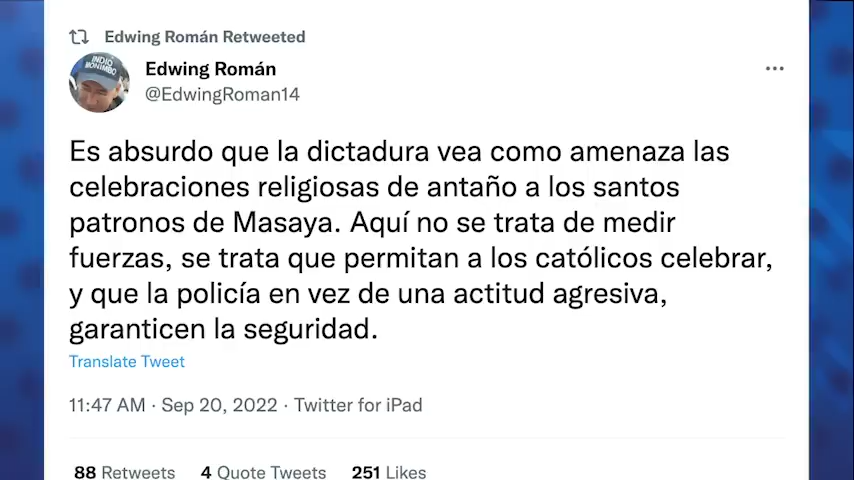 Edwing Román Retweeted
INDIO
MONIMBO
Edwing Román
@EdwingRoman14
Es absurdo que la dictadura vea como amenaza las
celebraciones religiosas de antaño a los santos
patronos de Masaya. Aquí no se trata de medir
fuerzas, se trata que permitan a los católicos celebrar,
y que la policía en vez de una actitud agresiva,
garanticen la seguridad.
Translate Tweet
11:47 AM · Sep 20, 2022 · Twitter for iPad
88 Retweets 4 Quote Tweets 251 Likes